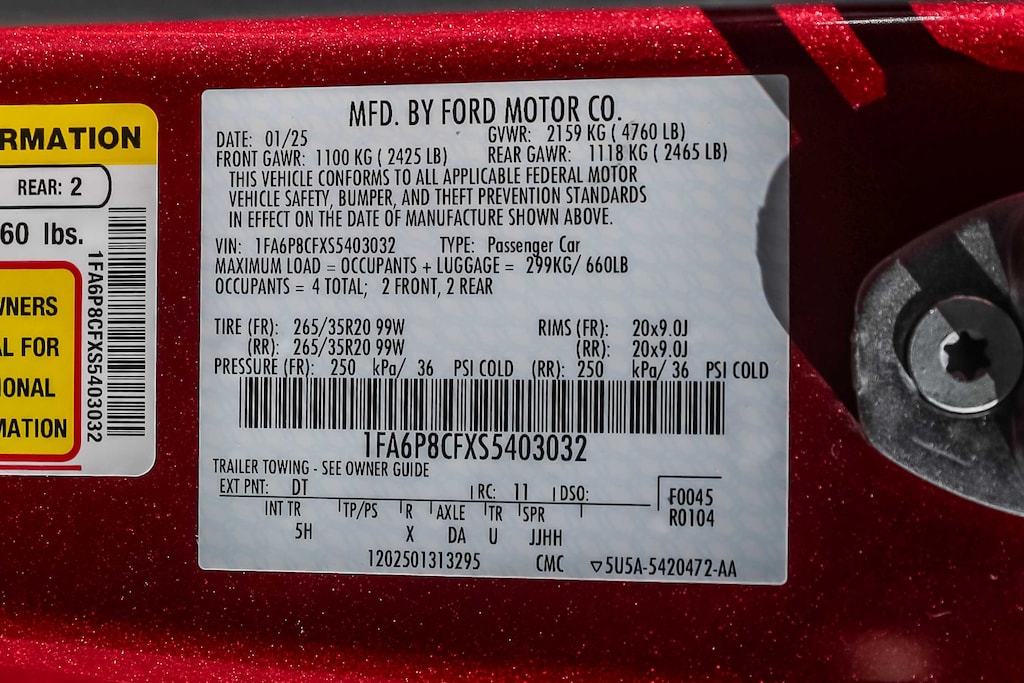 RMATION
REAR: 2
60 lbs.
WNERS
AL FOR
IONAL
MATION
1FA6P8CFXS5403032
MFD. BY FORD MOTOR CO.
DATE: 01/25 GVWR: 2159 KG ( 4760 LB)
FRONT GAWR: 1100 KG ( 2425 LB) REAR GAWR: 1118 KG ( 2465 LB)
THIS VEHICLE CONFORMS TO ALL APPLICABLE FEDERAL MOTOR
VEHICLE SAFETY, BUMPER, AND THEFT PREVENTION STANDARDS
IN EFFECT ON THE DATE OF MANUFACTURE SHOWN ABOVE.
VIN: 1FA6P8CFXS5403032 TYPE: Passenger Car
MAXIMUM LOAD = OCCUPANTS + LUGGAGE = 299KG/ 660LB
OCCUPANTS = 4 TOTAL; 2 FRONT, 2 REAR
TIRE (FR): 265/35R20 99W RIMS (FR): 20x9.0J
(RR): 265/35R20 99W (RR): 20x9.0J
PRESSURE (FR): 250 kPa/ 36 PSI COLD (RR): 250 kPa/ 36 PSI COLD
1FA6P8CFXS5403032
TRAILER TOWING - SEE OWNER GUIDE
EXT PNT: DT RC: 11 DSO: F0045
INT TR TP/PS R AXLE TR SPR R0104
5H X DA U JJHH
1202501313295 CMC ▽5U5A-5420472-AA